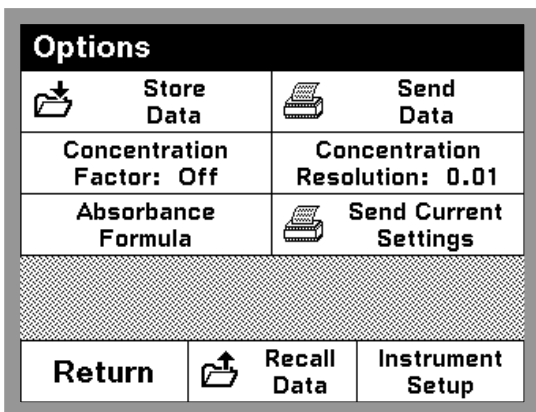 Options
Store
Data
Send
Data
Concentration
Factor: Off
Concentration
Resolution: 0.01
Absorbance
Formula
Send Current
Settings
Return
Recall
Data
Instrument
Setup